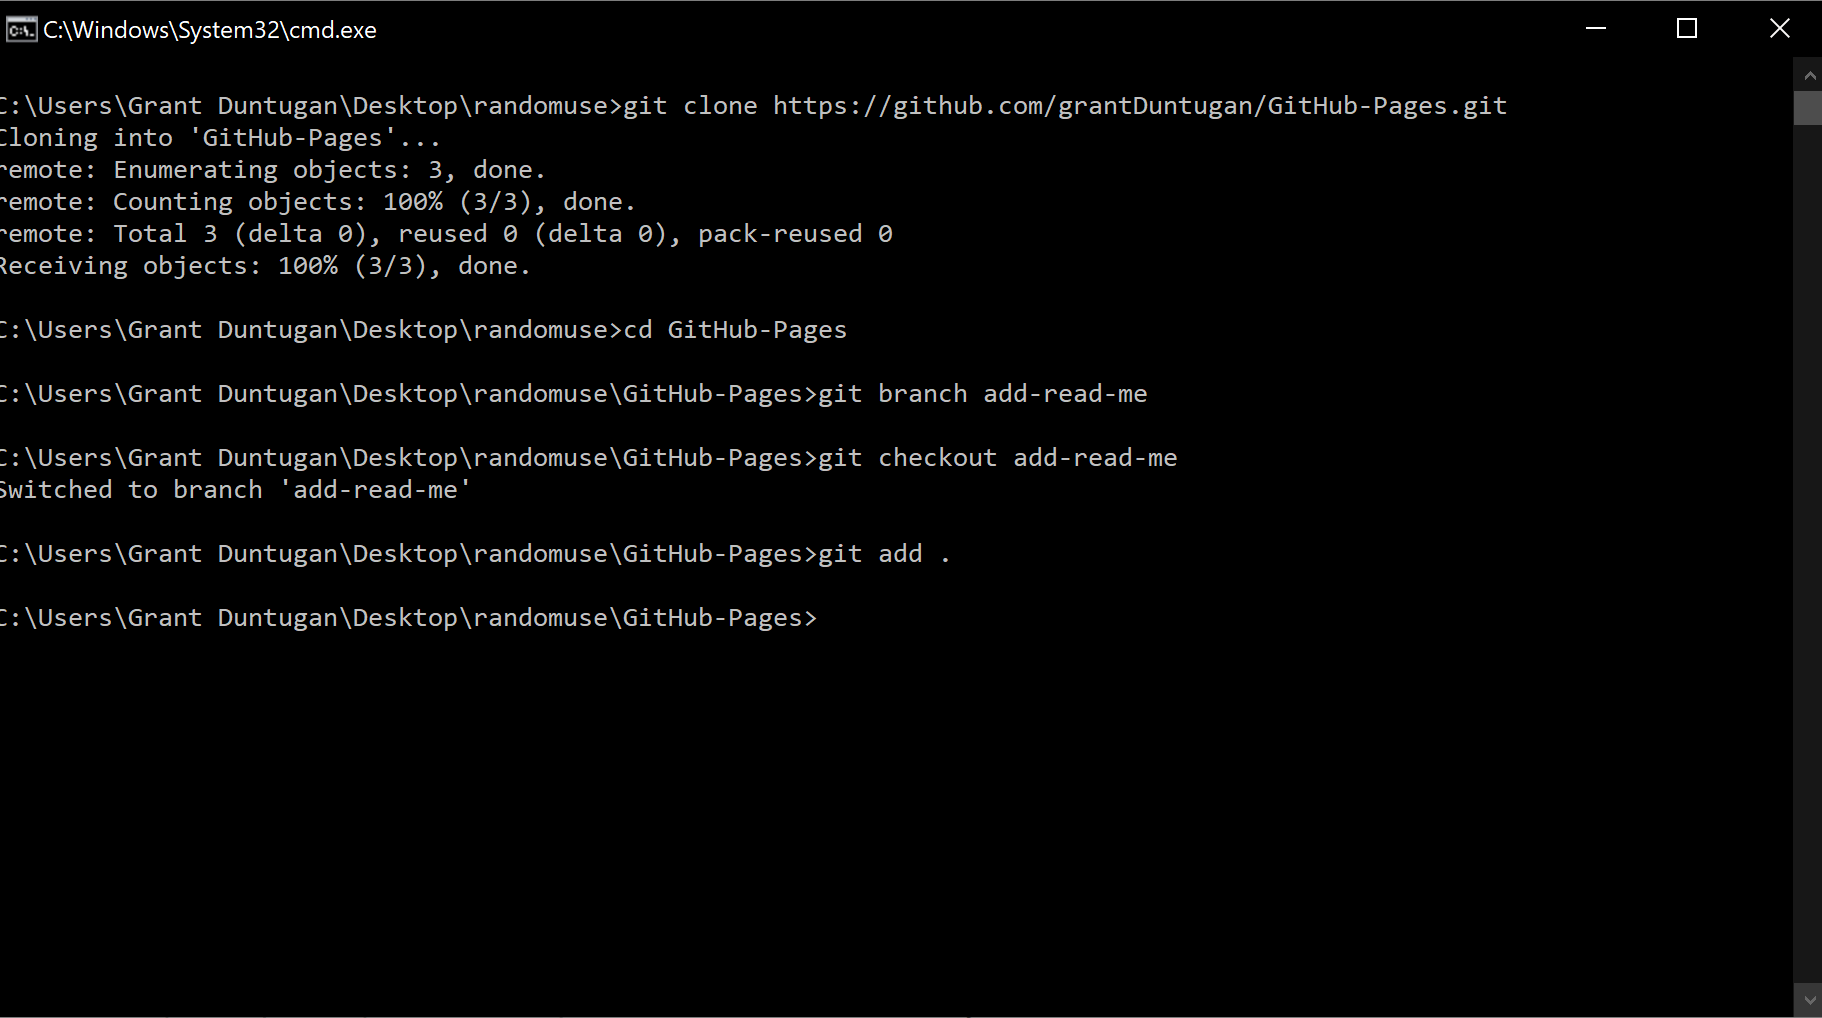 C:\Windows\System32\cmd.exe
C:\Users\Grant Duntugan\Desktop\randomuse>git clone https://github.com/grantDuntugan/GitHub-Pages.git
Cloning into 'GitHub-Pages'...
remote: Enumerating objects: 3, done.
remote: Counting objects: 100% (3/3), done.
remote: Total 3 (delta 0), reused 0 (delta 0), pack-reused 0
Receiving objects: 100% (3/3), done.
C:\Users\Grant Duntugan\Desktop\randomuse>cd GitHub-Pages
C:\Users\Grant Duntugan\Desktop\randomuse\GitHub-Pages>git branch add-read-me
C:\Users\Grant Duntugan\Desktop\randomuse\GitHub-Pages>git checkout add-read-me
Switched to branch 'add-read-me'
C:\Users\Grant Duntugan\Desktop\randomuse\GitHub-Pages>git add .
C:\Users\Grant Duntugan\Desktop\randomuse\GitHub-Pages>